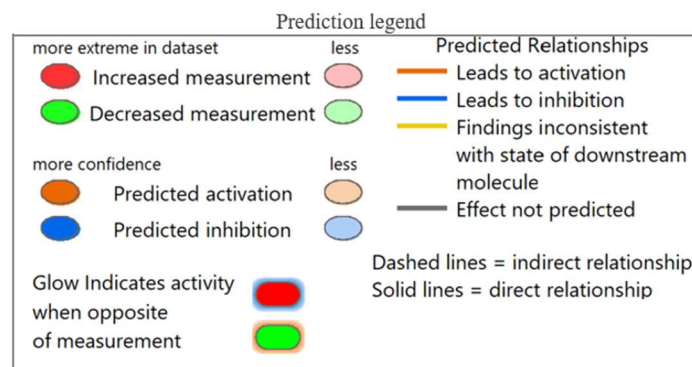 Prediction legend
more extreme in dataset less
Increased measurement
Decreased measurement
more confidence less
Predicted activation
Predicted inhibition
Glow Indicates activity
when opposite
of measurement
Predicted Relationships
Leads to activation
Leads to inhibition
Findings inconsistent
with state of downstream
molecule
Effect not predicted
Dashed lines = indirect relationship
Solid lines = direct relationship